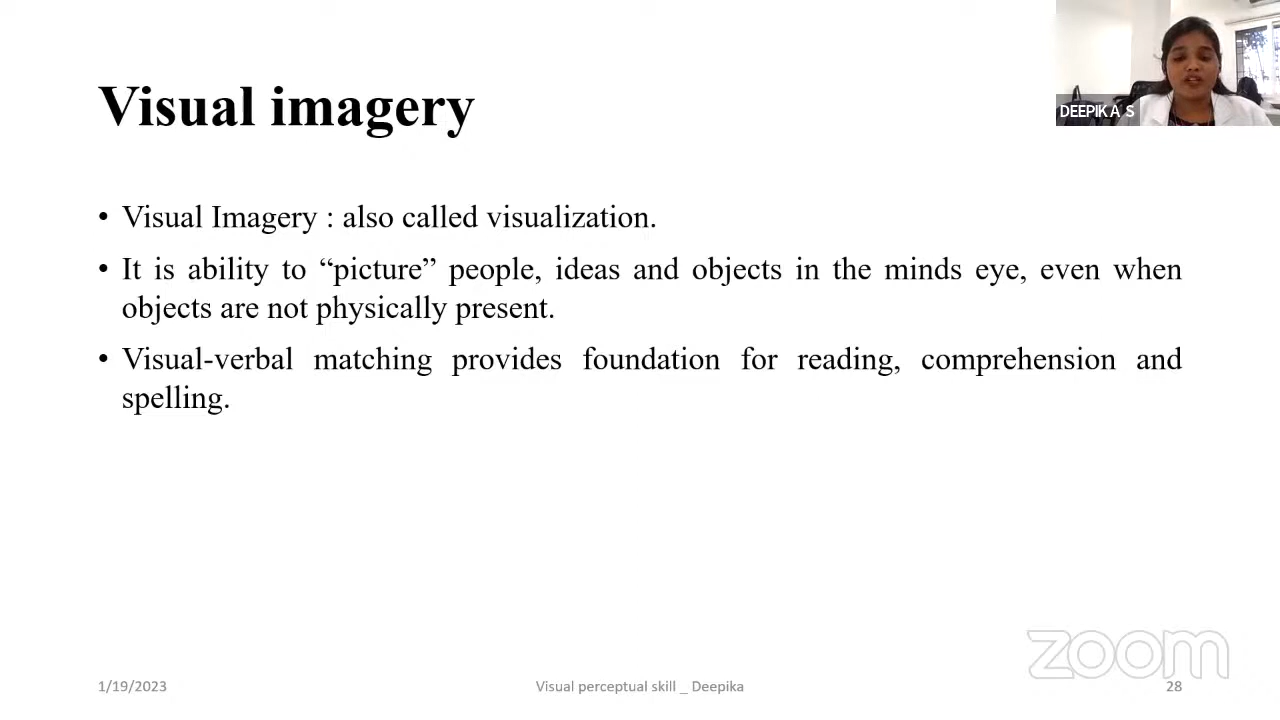 Visual imagery
DEEPIKA S
• Visual Imagery : also called visualization.
• It is ability to “picture” people, ideas and objects in the minds eye, even when
objects are not physically present.
• Visual-verbal matching provides foundation for reading, comprehension and
spelling.
zoom
1/19/2023
Visual perceptual skill _ Deepika
28